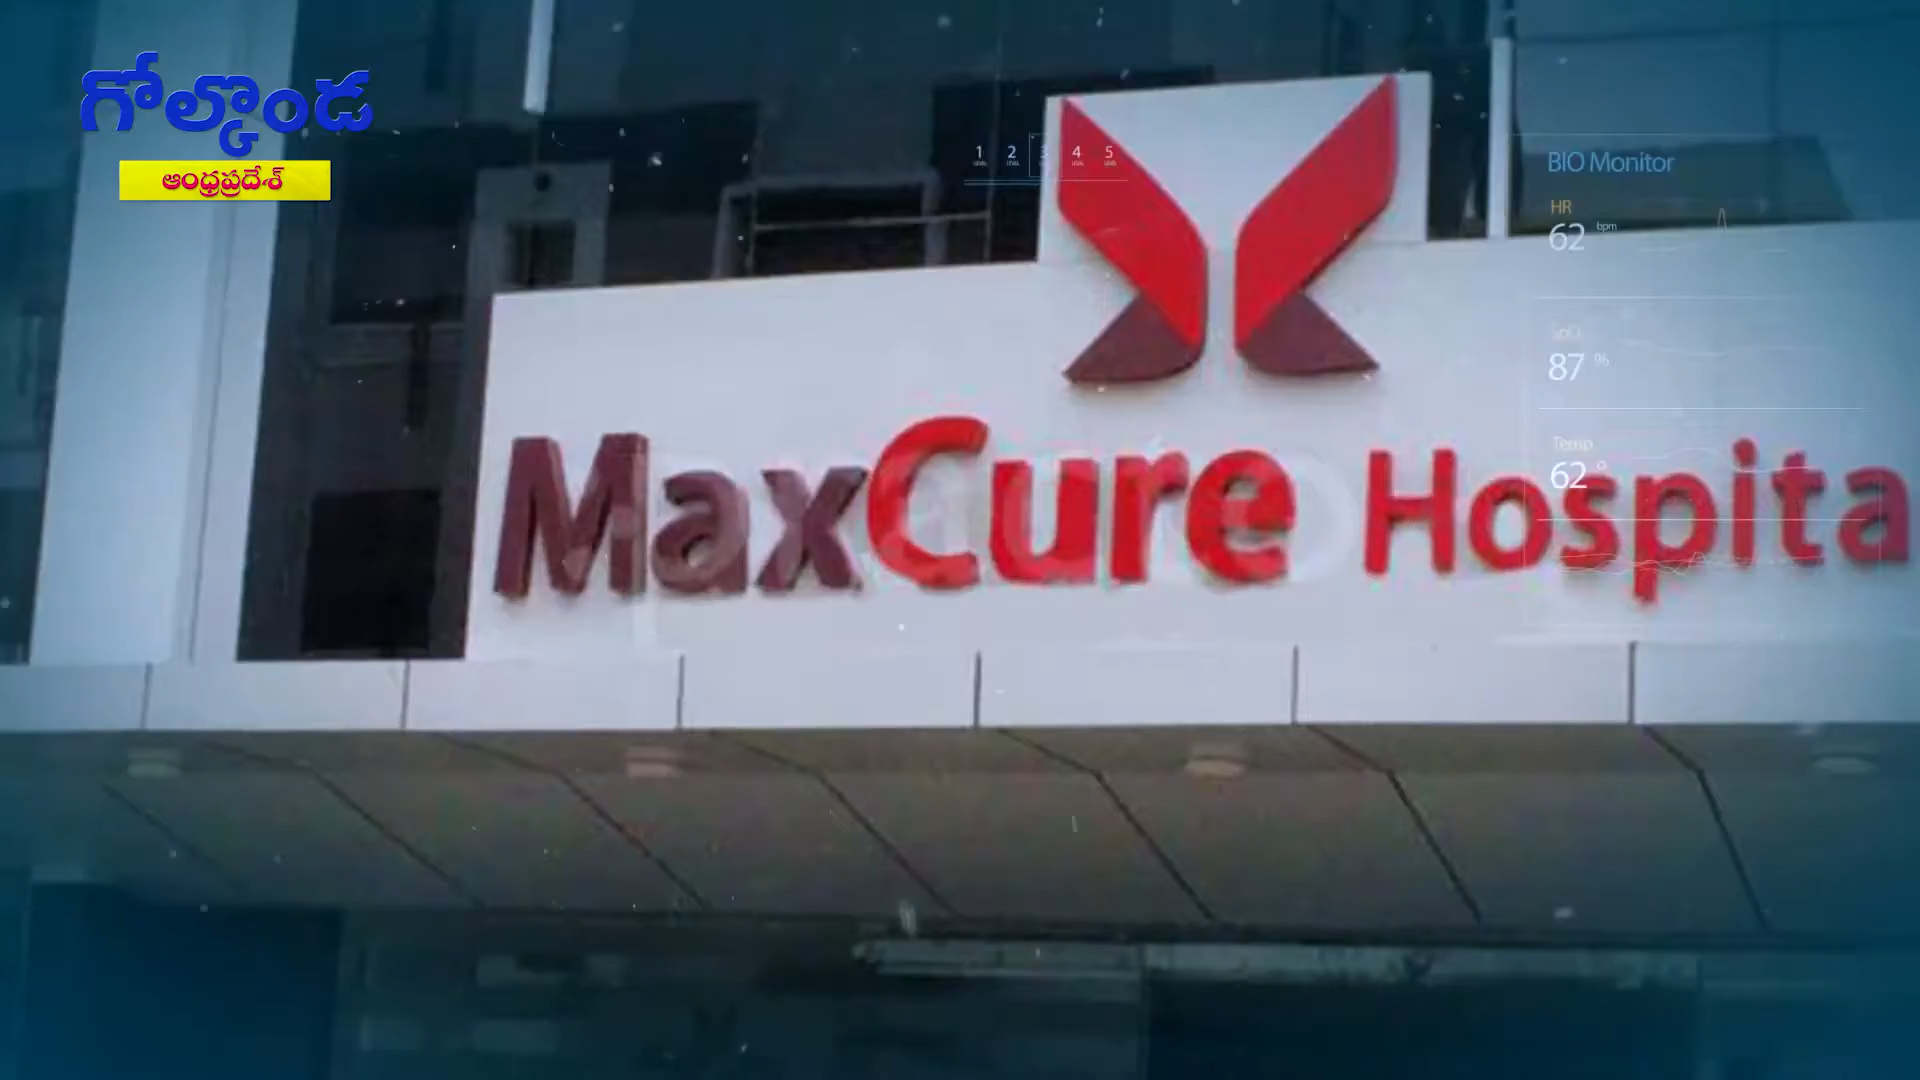 గోల్కొండ
ఆంధ్రప్రదేశ్
1 2 3 4 5
BIO Monitor
HR
62 bpm
87 %
Temp
62 °
MaxCure Hospita